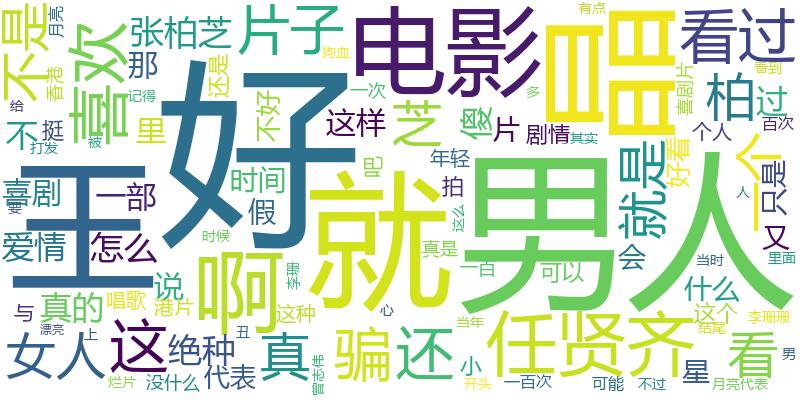 不是
月亮
喜欢
张柏芝
片子
电影
唱
看过
有点
狗血
那
还是
香港
给
记得
不
挺
里
打发
被
王
好
就
男人
不好
一次
这样
芝
傻
片
剧情
多
喜剧片
看到
柏
过
个人
百次
其实
好看
一个
只是
喜剧
要
一部
时间
假
吧
年轻
拍
就是
爱情
怎么
说
啊
时候
李珊
真是
这么
一百
可以
会
又
人
里面
当时
什么
与
真的
唱歌
港片
这种
心
这个
李珊珊
女人
漂亮
上
这
绝种
真
丑
骗
还
当年
任贤齐
结尾
看
男
烂片
没什么
代表
曾志伟
小
开头
一百次
可能
不过
星
月亮代表